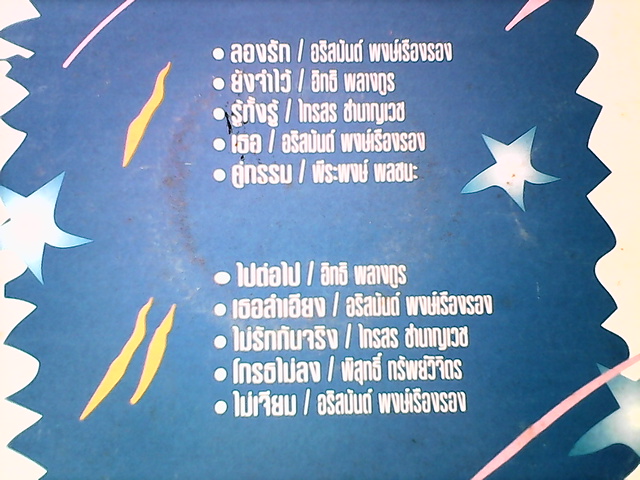 ● ลองรัก / อริสมันต์ พงษ์เรืองรอง
● ยังจำไว้ / อิทธิ พลางกูร
● รู้ทั้งรู้ / ไกรสร ชำนาญเวช
● เธอ / อริสมันต์ พงษ์เรืองรอง
● คู่กรรม / พีระพงษ์ พลชนะ
● ไปต่อไป / อิทธิ พลางกูร
● เธอลำเอียง / อริสมันต์ พงษ์เรืองรอง
● ไม่รักกันจริง / ไกรสร ชำนาญเวช
● โกรธไม่ลง / พิสุทธิ์ ทรัพย์วิจิตร
● ไม่เจียม / อริสมันต์ พงษ์เรืองรอง